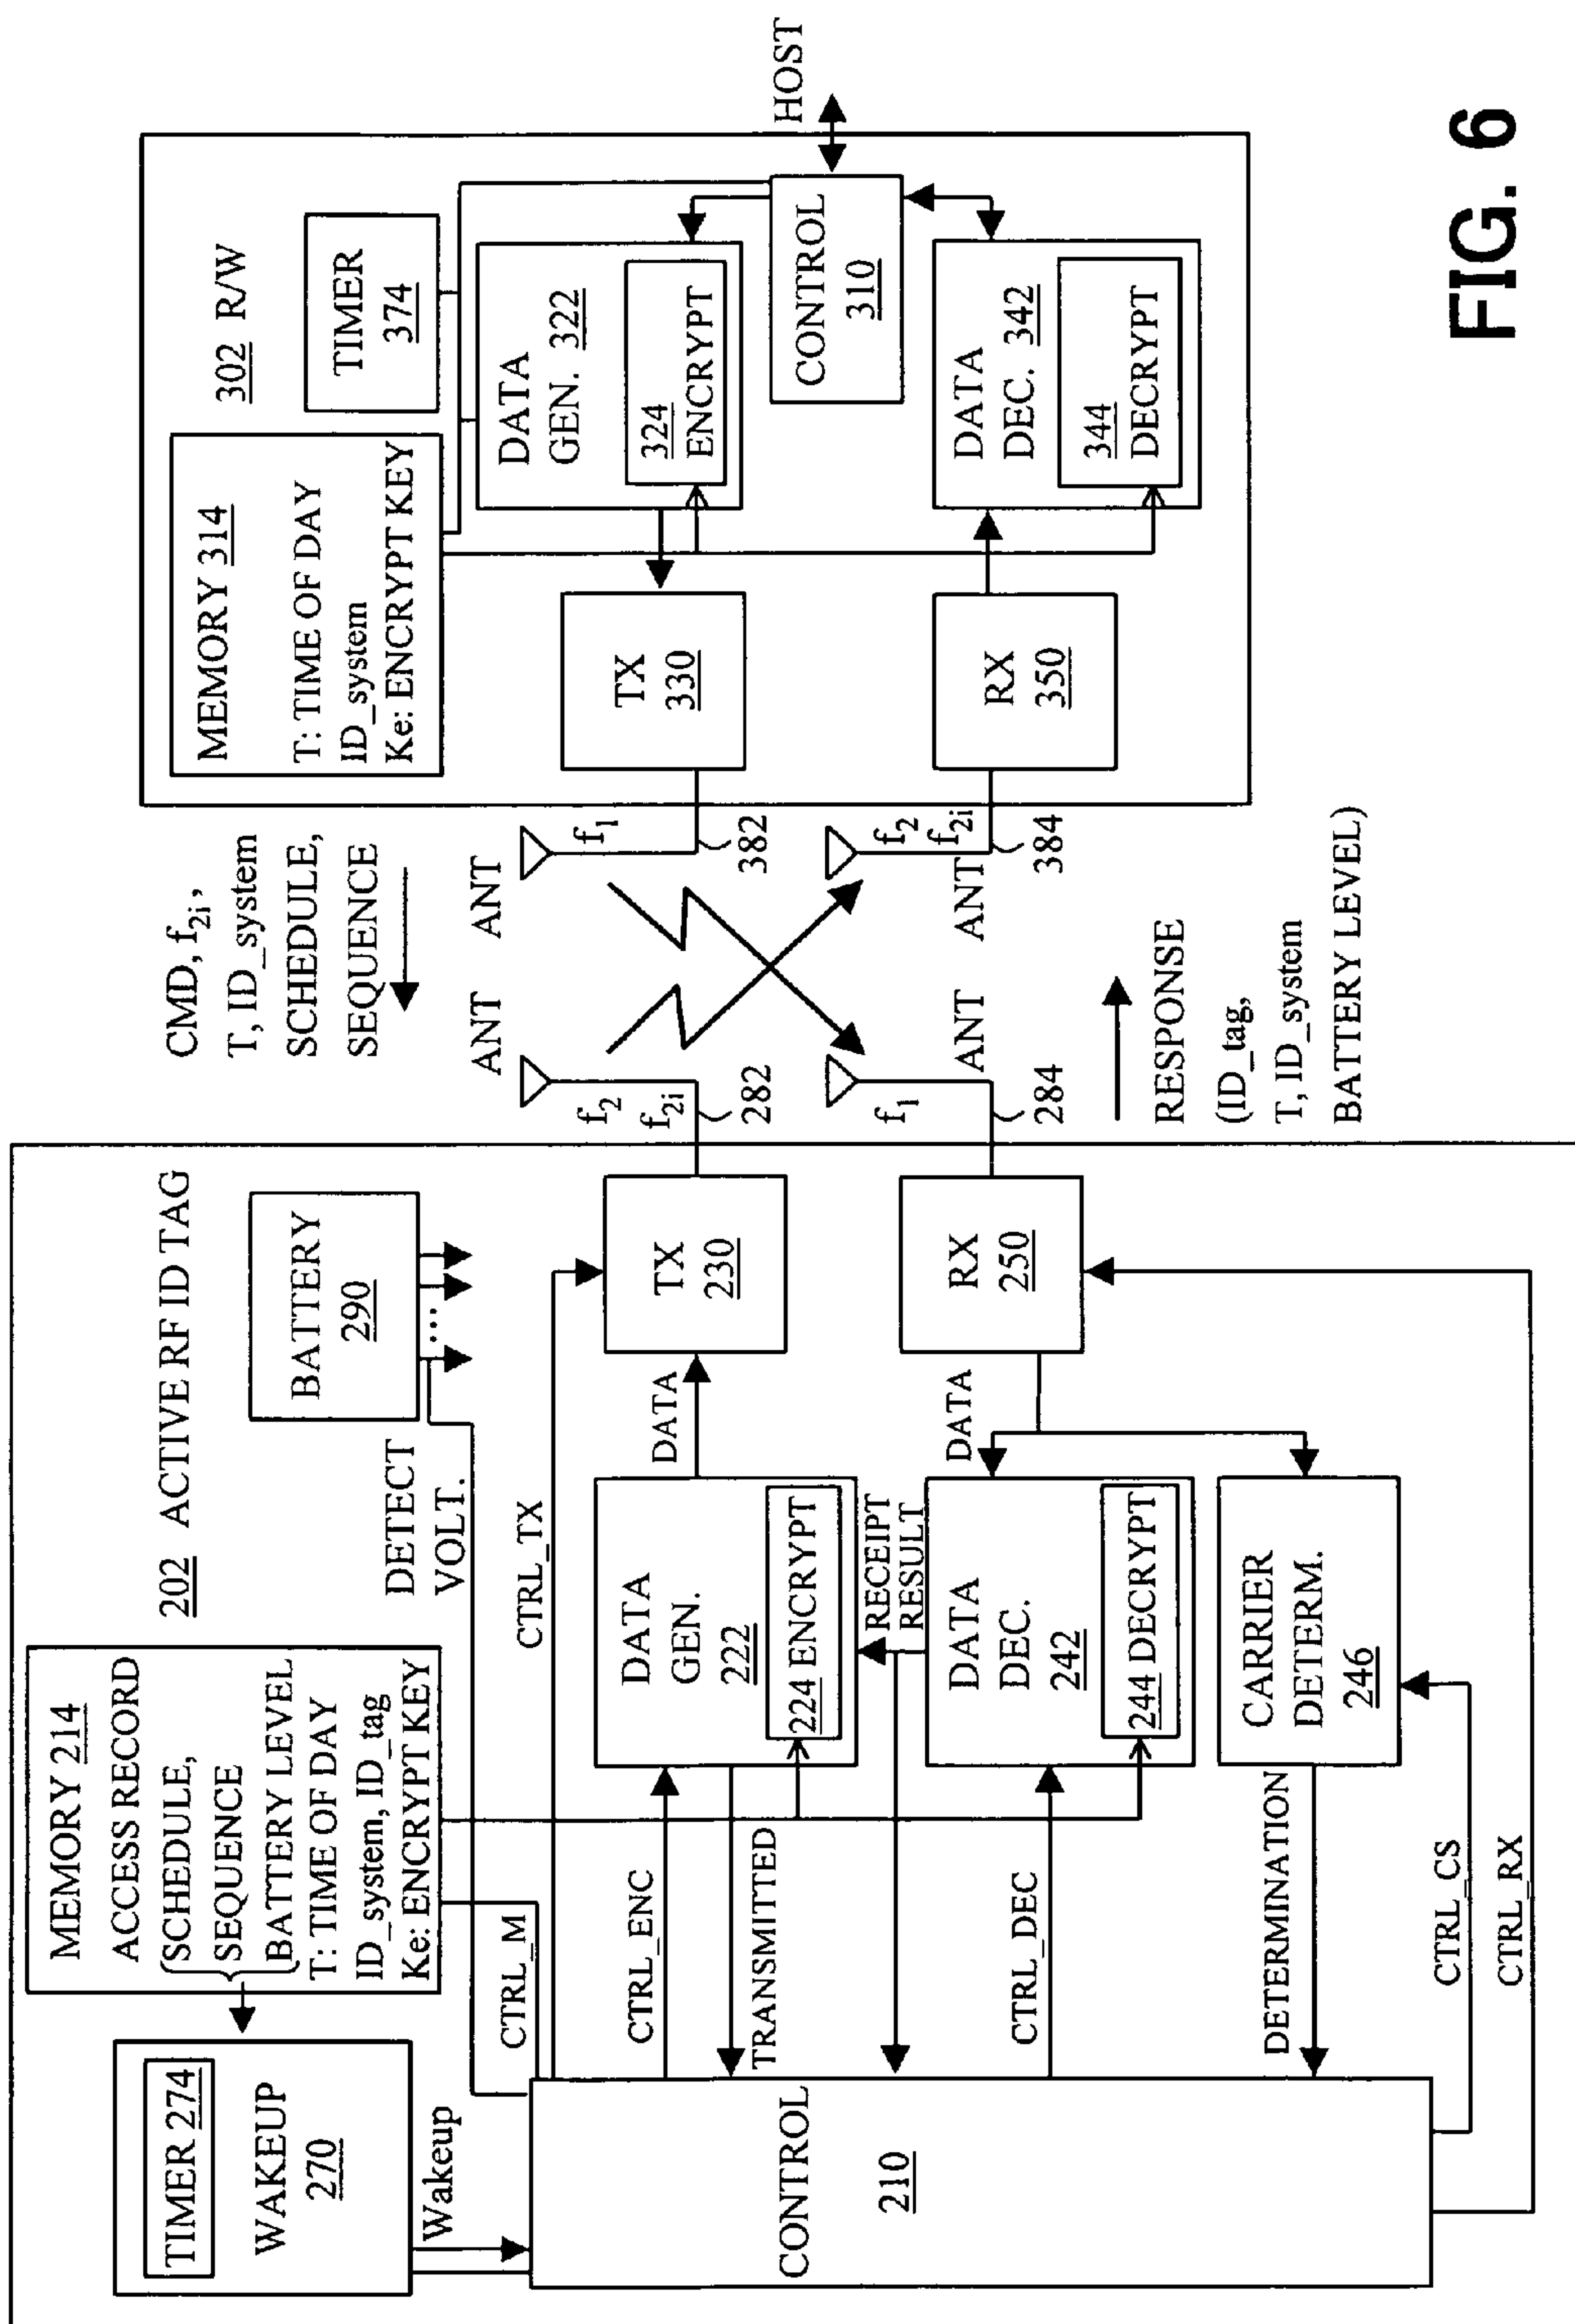 202 ACTIVE RF ID TAG
MEMORY 214
ACCESS RECORD
(SCHEDULE,
SEQUENCE
BATTERY LEVEL)
T: TIME OF DAY
ID_system, ID_tag
Ke: ENCRYPT KEY
TIMER 274
WAKEUP
270
Wakeup
BATTERY
290
...
DETECT
VOLT.
CTRL_M
CTRL_TX
CTRL_ENC
TRANSMITTED
CTRL_DEC
DETERMINATION
CTRL_CS
CTRL_RX
CONTROL
210
DATA
GEN.
222
224 ENCRYPT
RECEIPT
RESULT
DATA
DEC.
242
244 DECRYPT
CARRIER
DETERM.
246
DATA
DATA
TX
230
RX
250
CMD, f2i,
T, ID_system
SCHEDULE,
SEQUENCE
ANT
ANT
f2
f2i
282
f1
382
ANT
ANT
f1
284
f2
f2i
384
RESPONSE
(ID_tag,
T, ID_system
BATTERY LEVEL)
302 R/W
MEMORY 314
T: TIME OF DAY
ID_system
Ke: ENCRYPT KEY
TIMER
374
DATA
GEN. 322
324
ENCRYPT
TX
330
CONTROL
310
HOST
DATA
DEC. 342
344
DECRYPT
RX
350
FIG. 6